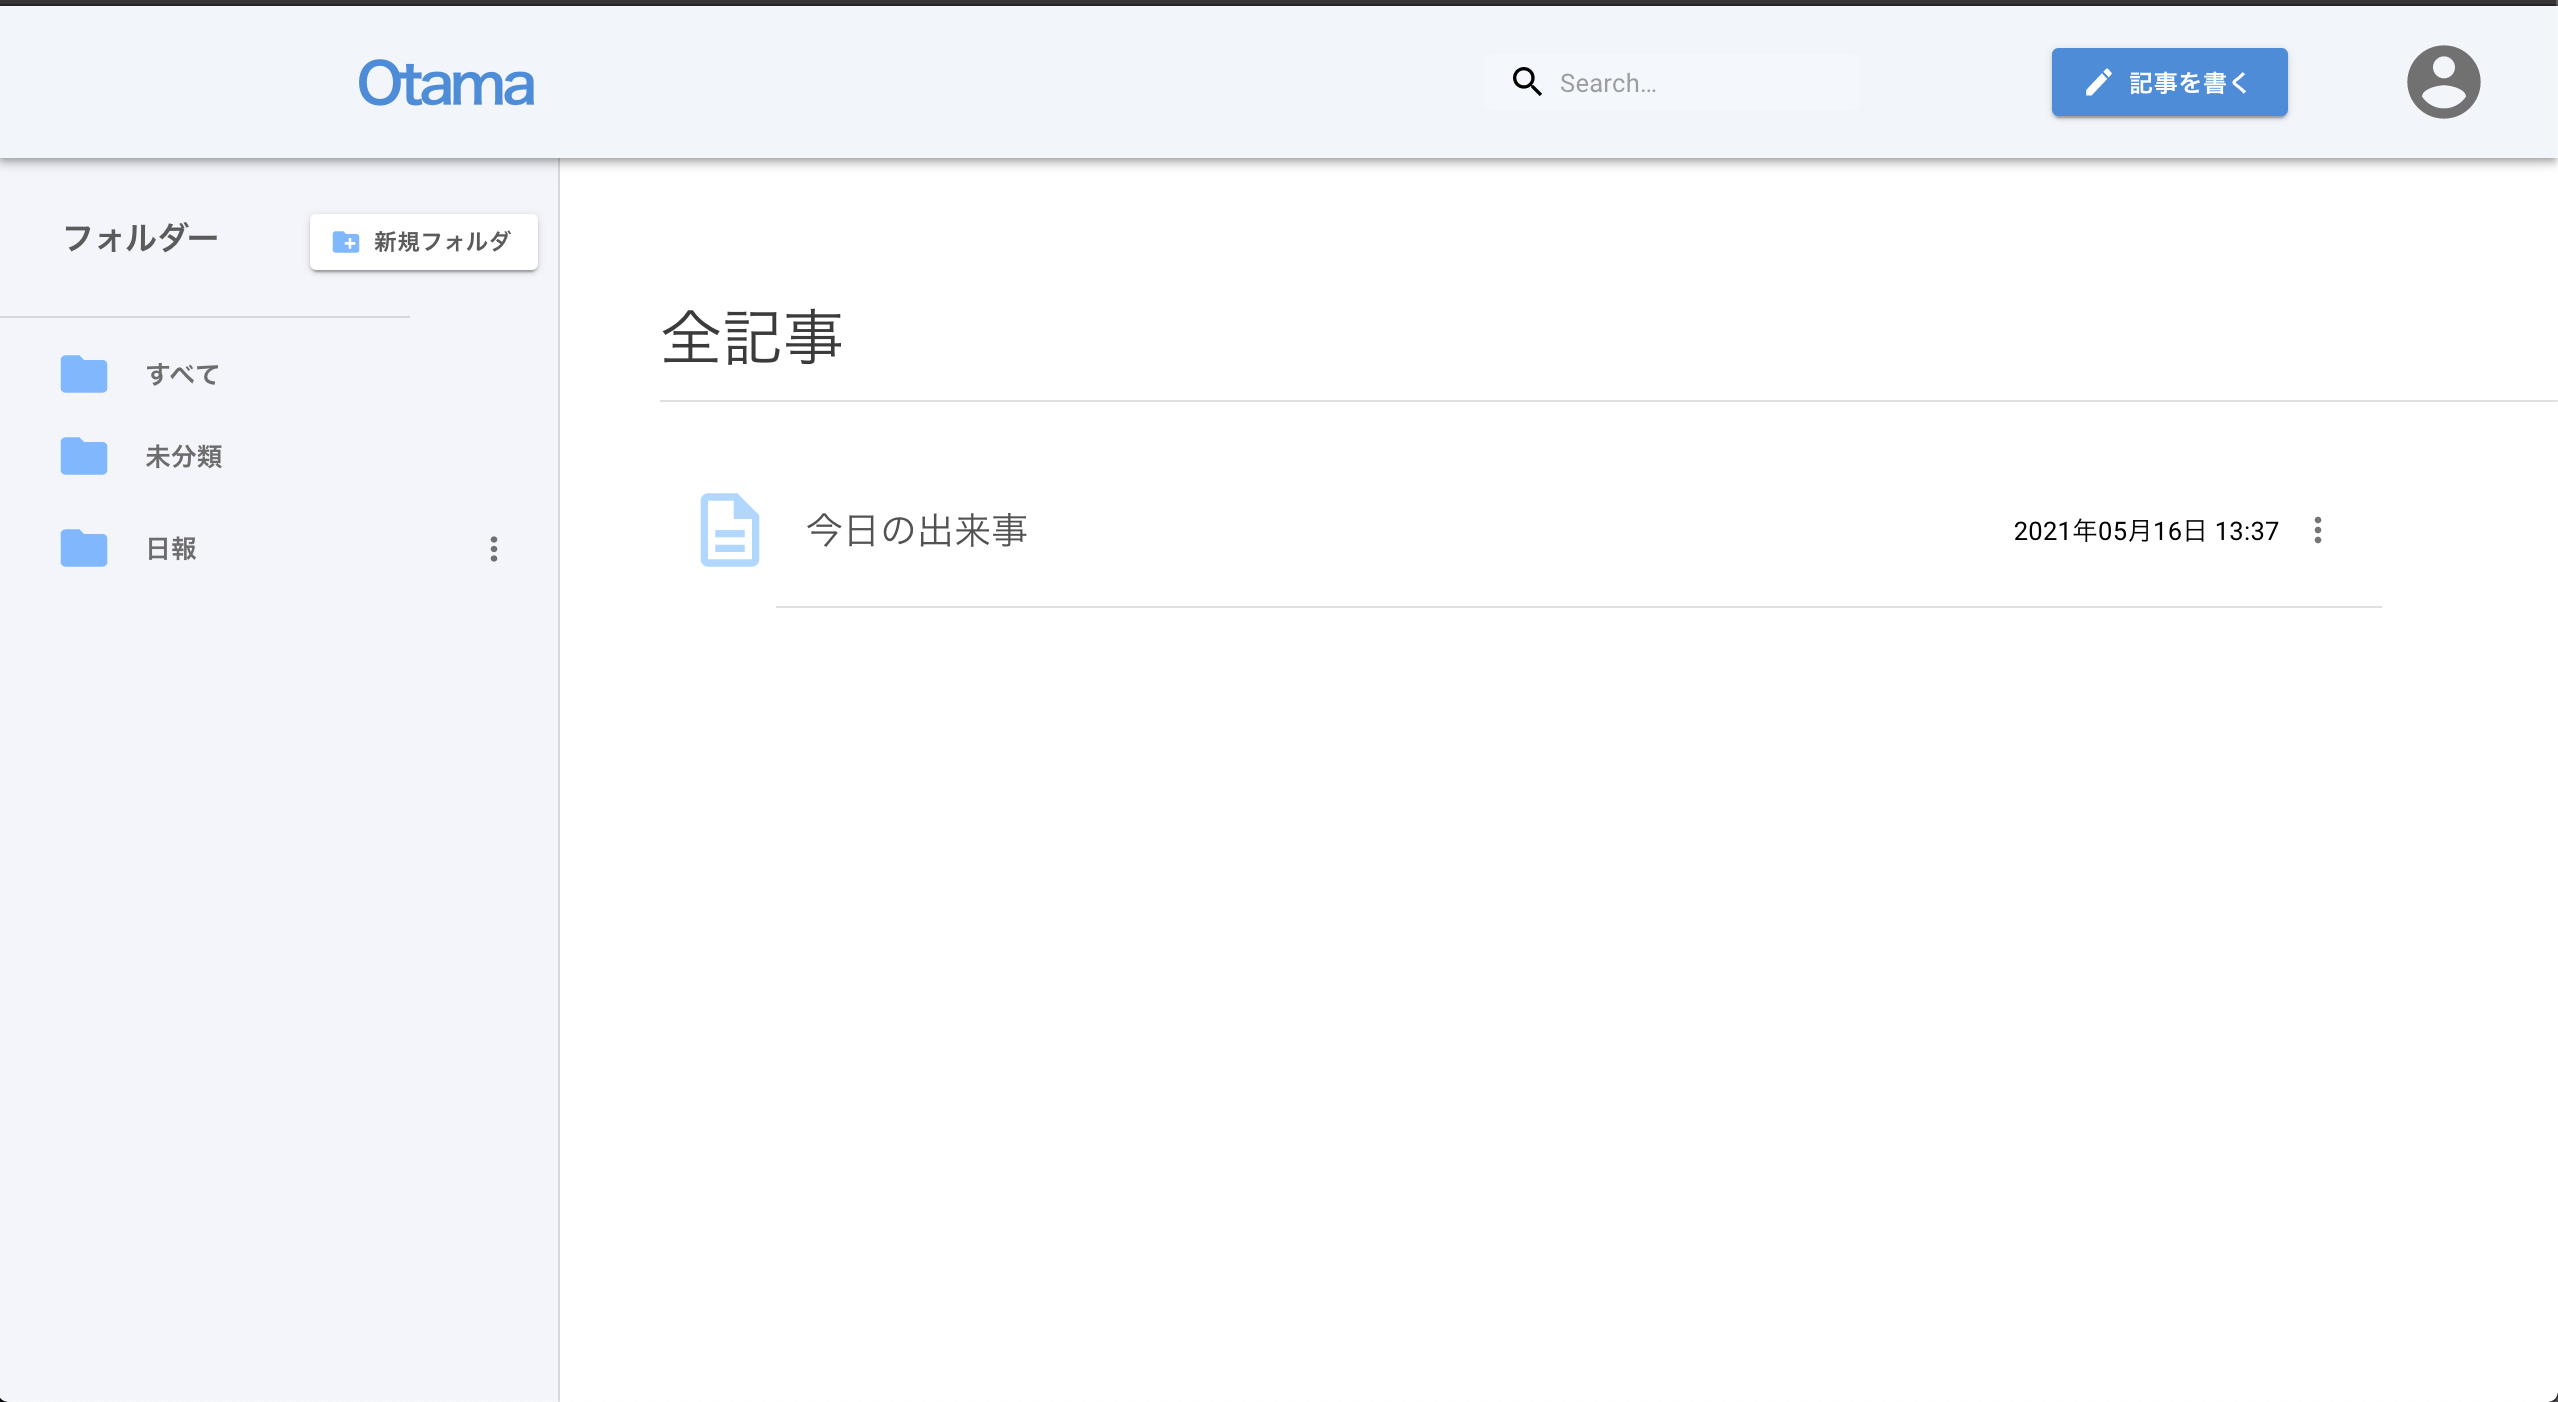 Otama
Search...
記事を書く
フォルダー
新規フォルダ
すべて
未分類
日報
全記事
今日の出来事
2021年05月16日 13:37